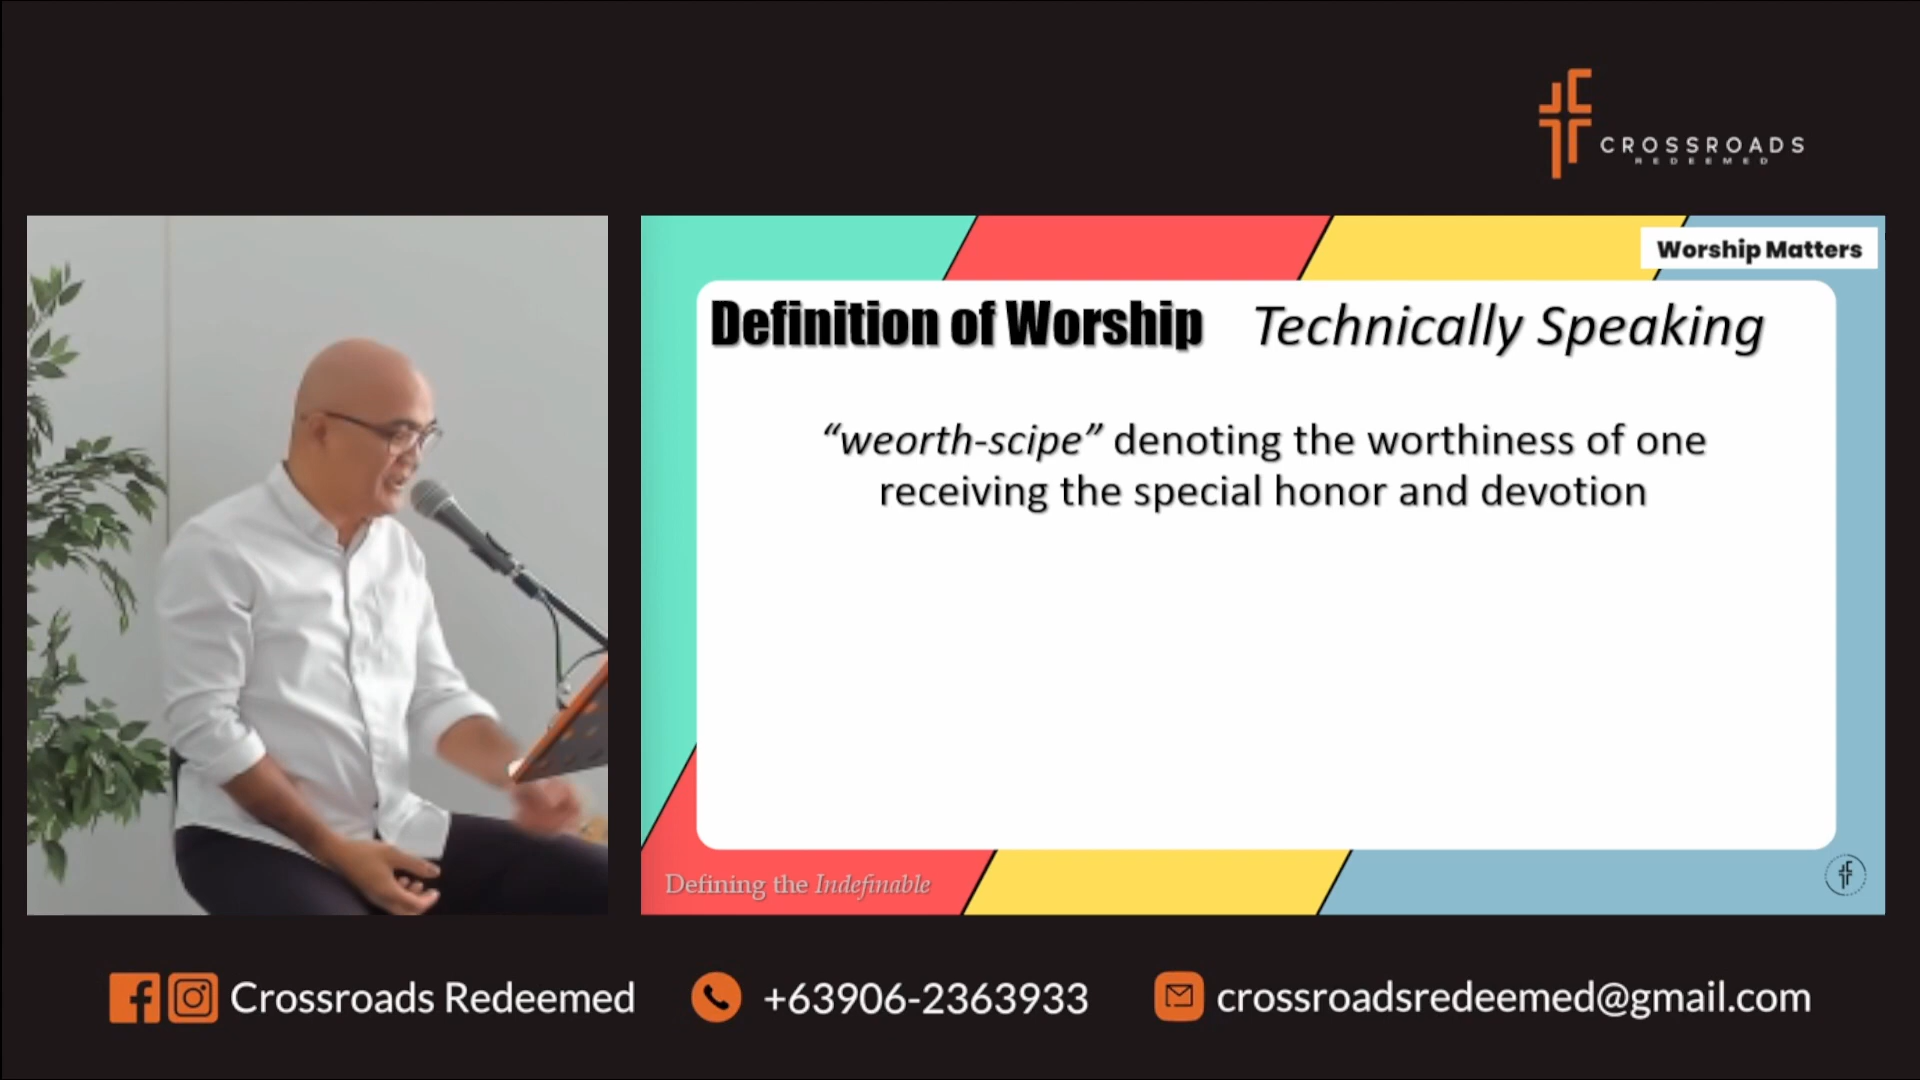 CROSSROADS
REDEEMED
Worship Matters
Definition of Worship Technically Speaking
“weorth-scipe” denoting the worthiness of one
receiving the special honor and devotion
Defining the Indefinable
Crossroads Redeemed +63906-2363933 crossroadsredeemed@gmail.com